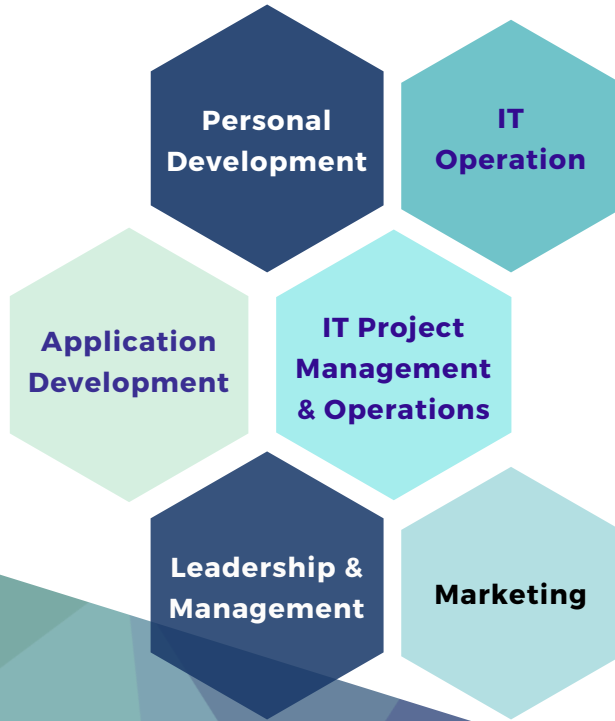 Personal
Development
IT
Operation
Application
Development
IT Project
Management
& Operations
Leadership &
Management
Marketing